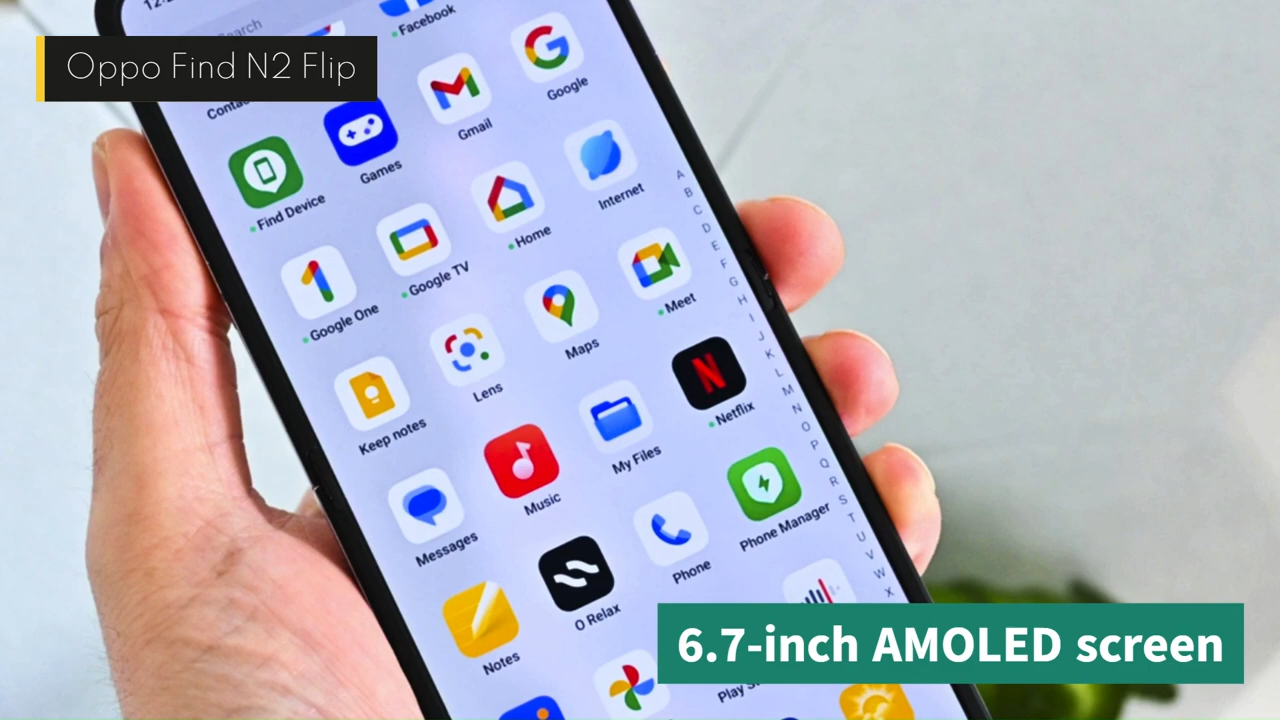 Oppo Find N2 Flip
Search
Facebook
Google
Gmail
Games
Find Device
Internet
Home
Google TV
Google One
Meet
Maps
Lens
Keep notes
Netflix
My Files
Music
Messages
Phone Manager
Phone
O Relax
Notes
A
B
C
D
E
F
G
H
I
J
K
L
M
N
O
P
Q
R
S
T
U
V
W
X
6.7-inch AMOLED screen